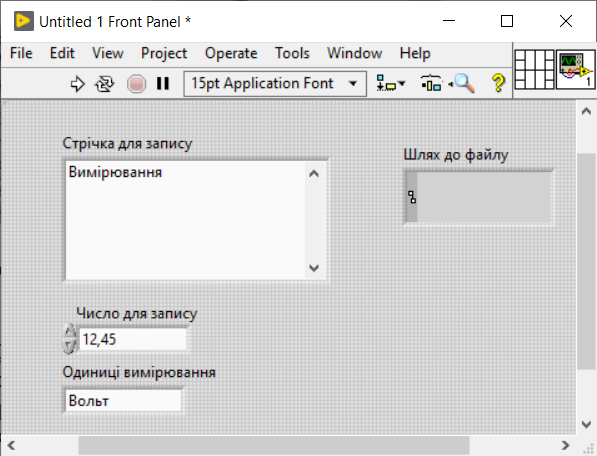 Untitled 1 Front Panel *
File Edit View Project Operate Tools Window Help
15pt Application Font
1
Стрічка для запису
Вимірювання
Шлях до файлу
Число для запису
12,45
Одиниці вимірювання
Вольт